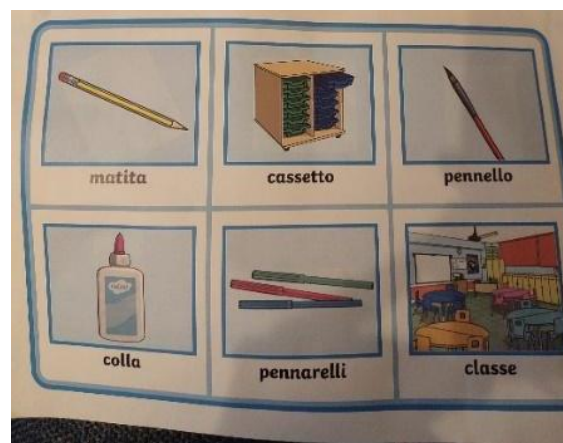 matita
cassetto
pennello
colla
pennarelli
classe